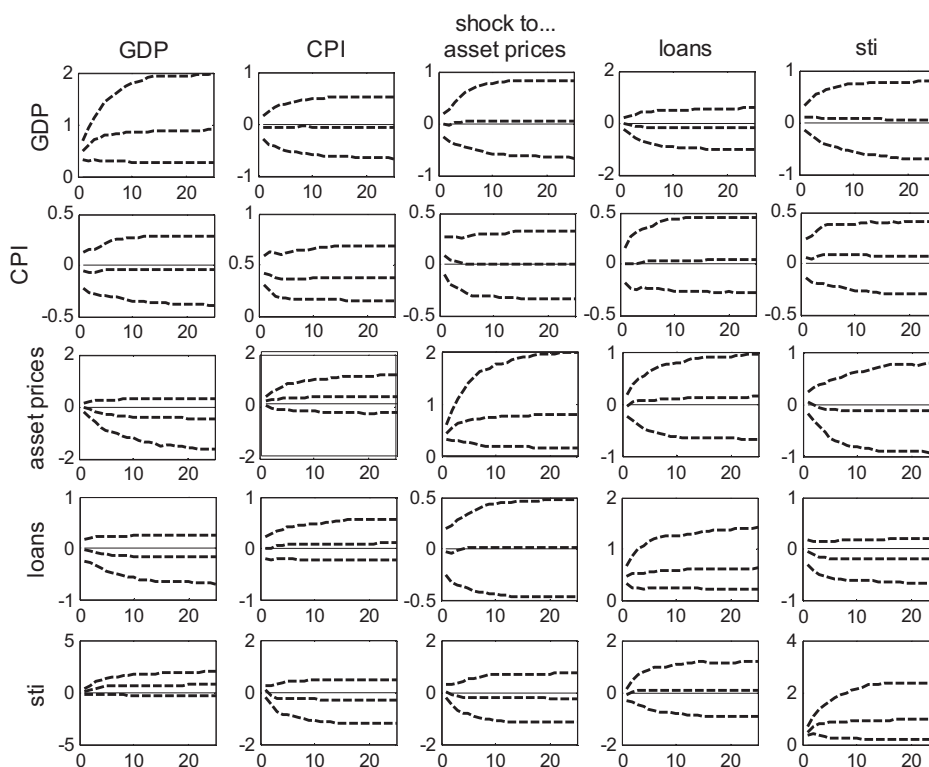 shock to...
GDP CPI asset prices loans sti
2 1 1 2 1
GDP
1 0 0 0 0
0 -1 -1 -2 -1
0 10 20 0 10 20 0 10 20 0 10 20 0 10 20
0.5 1 0.5 0.5 0.5
CPI
0 0.5 0 0 0
-0.5 0 -0.5 -0.5 -0.5
0 10 20 0 10 20 0 10 20 0 10 20 0 10 20
2 2 2 1 1
asset prices
0 0 1 0 0
-2 -2 0 -1 -1
0 10 20 0 10 20 0 10 20 0 10 20 0 10 20
1 1 0.5 2 1
loans
0 0 0 1 0
-1 -1 -0.5 0 -1
0 10 20 0 10 20 0 10 20 0 10 20 0 10 20
5 2 2 2 4
sti
0 0 0 0 2
-5 -2 -2 -2 0
0 10 20 0 10 20 0 10 20 0 10 20 0 10 20